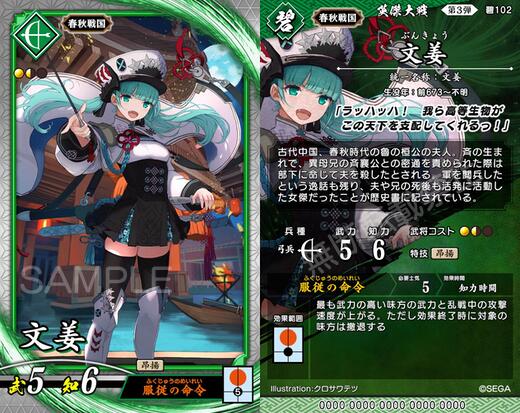 春秋戦国
SAMPLE
文姜
昂揚
武5 知6
ふくじゅうのめいれい
服従の命令
5
碧
春秋戦国
英傑大戦
第3弾
碧102
ぶんきょう
文姜
統一名称：文姜
生没年：前673～不明
「ラッハッハ！ 我ら高等生物が
この天下を支配してくれるっ！」
古代中国、春秋時代の魯の桓公の夫人。斉の生
まれで、異母兄の斉襄公との密通を責められた際は
部下に命じて夫を殺したとされる。軍を閲兵した
という逸話も残り、夫や兄の死後も活発に活動し
た女傑だったことが歴史書に記されている。
兵種 武力 知力 武将コスト
弓兵 5 6 特技 昂揚
ふくじゅうのめいれい 必要士気 効果時間
服従の命令 5 知力時間
効果範囲
最も武力の高い味方の武力と乱戦中の攻撃
速度が上がる。ただし効果終了時に対象の
味方は撤退する
Illustration:クロサワテツ
©SEGA
0000-0000-0000-0000-0000